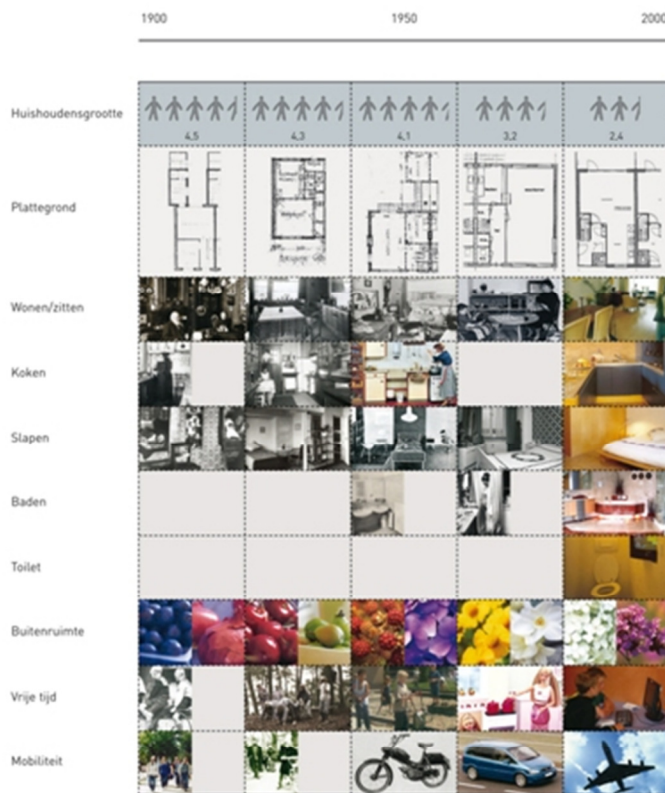 1900 1950 2000
Huishoudensgrootte
4,5 4,3 4,1 3,2 2,4
Plattegrond
Wonen/zitten
Koken
Slapen
Baden
Toilet
Buitenruimte
Vrije tijd
Mobiliteit